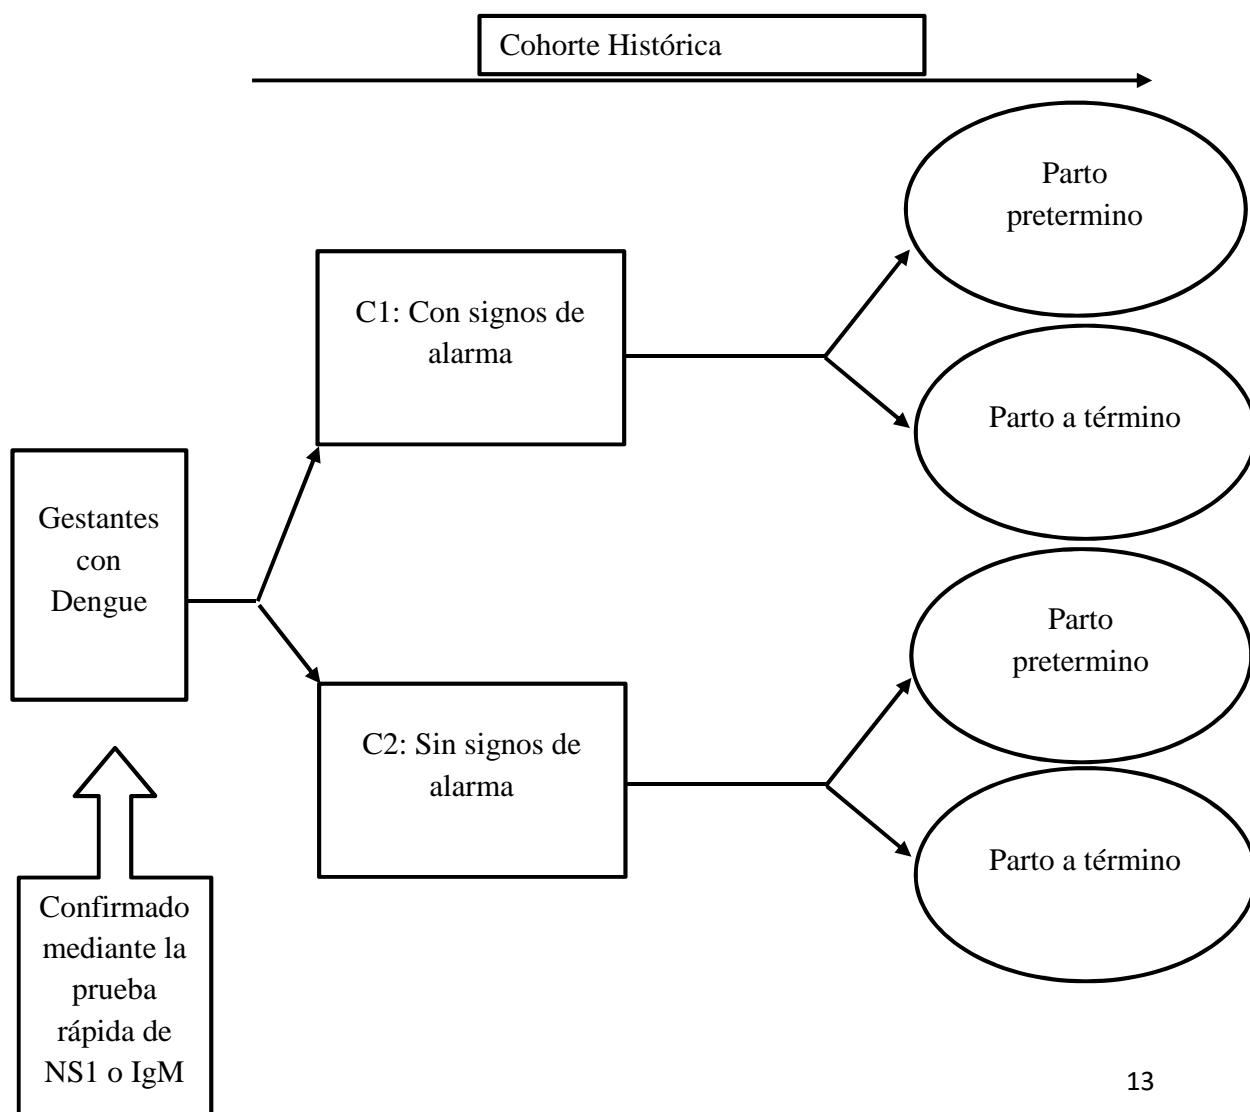 Cohorte Histórica
Parto
pretermino
C1: Con signos de
alarma
Parto a término
Gestantes
con
Dengue
Parto
pretermino
C2: Sin signos de
alarma
Parto a término
Confirmado
mediante la
prueba
rápida de
NS1 o IgM
13